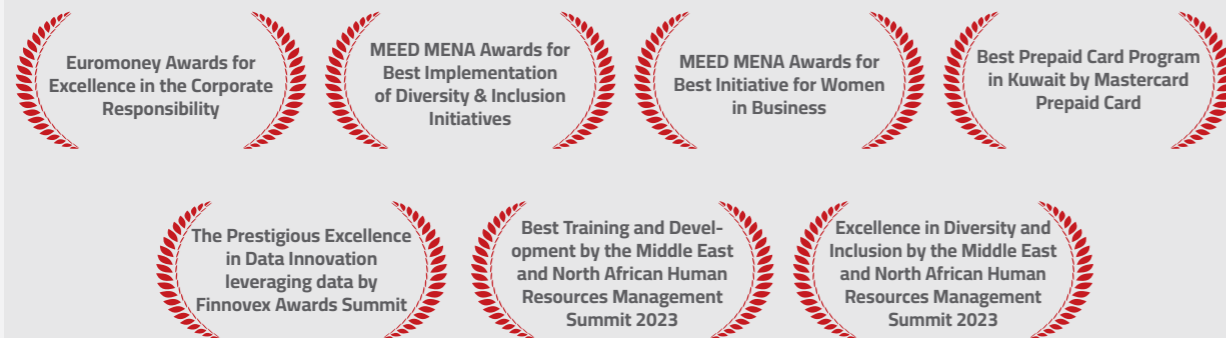 Euromoney Awards for
Excellence in the Corporate
Responsibility
MEED MENA Awards for
Best Implementation
of Diversity & Inclusion
Initiatives
MEED MENA Awards for
Best Initiative for Women
in Business
Best Prepaid Card Program
in Kuwait by Mastercard
Prepaid Card
The Prestigious Excellence
in Data Innovation
leveraging data by
Finnovex Awards Summit
Best Training and Devel-
opment by the Middle East
and North African Human
Resources Management
Summit 2023
Excellence in Diversity and
Inclusion by the Middle East
and North African Human
Resources Management
Summit 2023